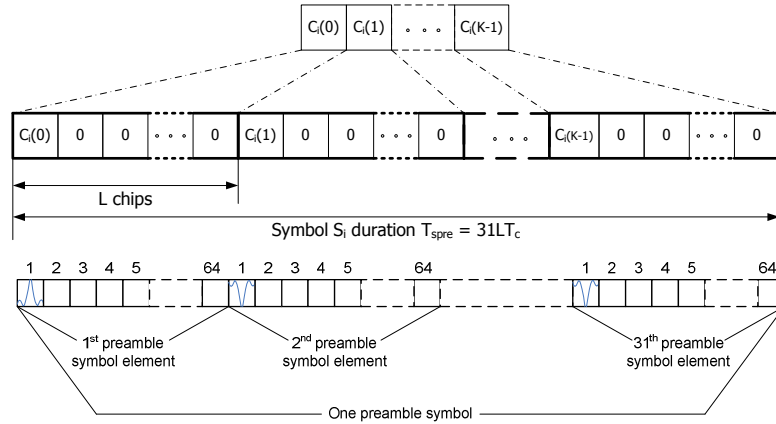 Ci(0) Ci(1) ∘ ∘ ∘ Ci(K-1)
Ci(0) 0 0 ∘ ∘ ∘ 0 Ci(1) 0 0 ∘ ∘ ∘ 0 ∘ ∘ ∘ Ci(K-1) 0 0 ∘ ∘ ∘ 0
L chips
Symbol Si duration Tspre = 31LTc
1 2 3 4 5 64 1 2 3 4 5 64 1 2 3 4 5 64
1st preamble 2nd preamble 31th preamble
symbol element symbol element symbol element
One preamble symbol